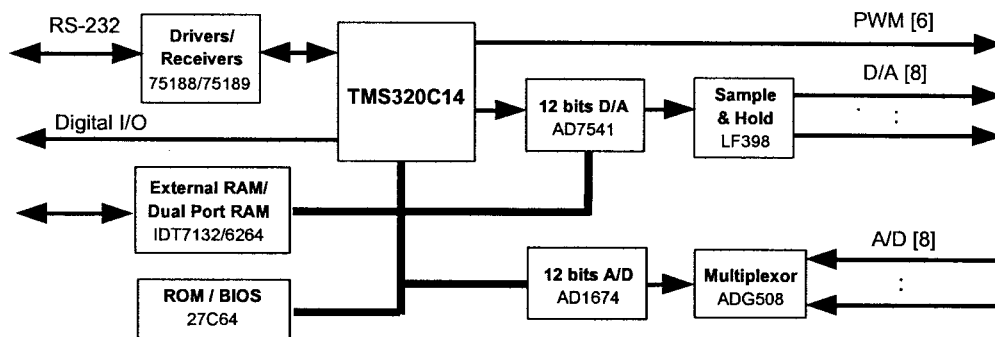 RS-232
Drivers/
Receivers
75188/75189
TMS320C14
PWM [6]
D/A [8]
:
12 bits D/A
AD7541
Sample
& Hold
LF398
Digital I/O
External RAM/
Dual Port RAM
IDT7132/6264
A/D [8]
:
12 bits A/D
AD1674
Multiplexor
ADG508
ROM / BIOS
27C64